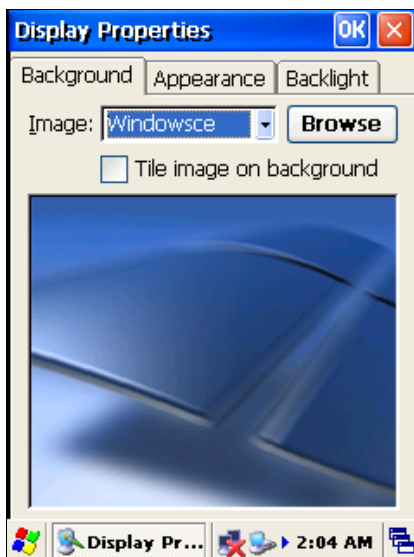 Display Properties OK
Background Appearance Backlight
Image: Windowsce Browse
Tile image on background
Display Pr... 2:04 AM